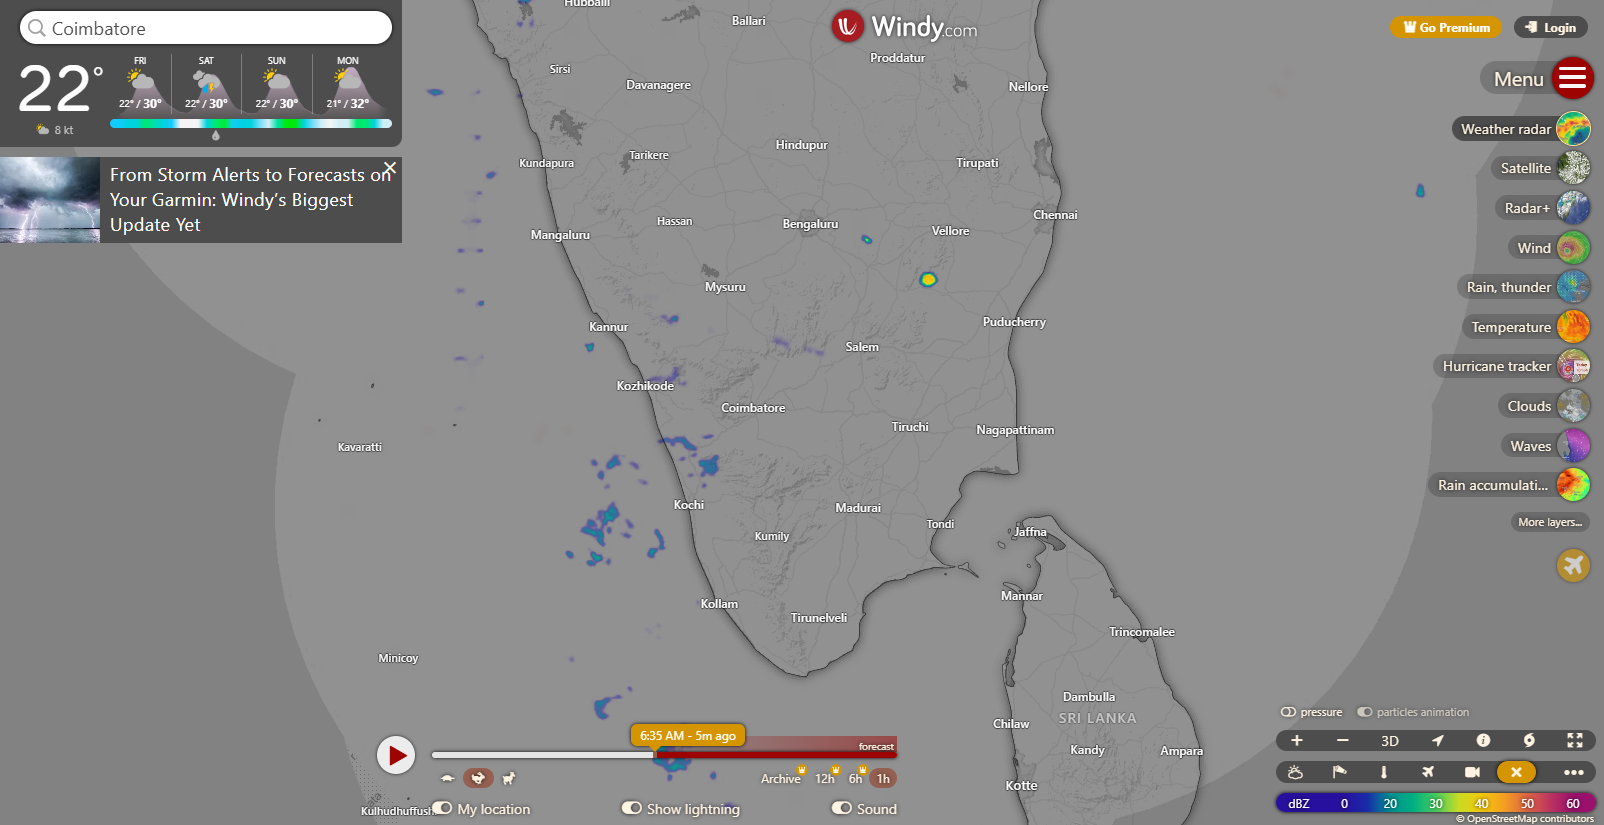 Coimbatore
22°
8 kt
FRI
SAT
SUN
MON
22° / 30°
22° / 30°
22° / 30°
21° / 32°
From Storm Alerts to Forecasts on
Your Garmin: Windy's Biggest
Update Yet
Windy.com
Go Premium
Login
Menu
Weather radar
Satellite
Radar+
Wind
Rain, thunder
Temperature
Hurricane tracker
Clouds
Waves
Rain accumulati...
More layers...
Hubballi
Ballari
Proddatur
Sirsi
Davanagere
Nellore
Kundapura
Tarikere
Hindupur
Tirupati
Hassan
Bengaluru
Vellore
Chennai
Mangaluru
Mysuru
Kannur
Puducherry
Salem
Kozhikode
Coimbatore
Tiruchi
Nagapattinam
Kavaratti
Kochi
Madurai
Tondi
Kumily
Jaffna
Kollam
Tirunelveli
Mannar
Trincomalee
Minicoy
Dambulla
Chilaw
SRI LANKA
Kandy
Ampara
Kotte
Kulhudhuffush
6:35 AM - 5m ago
forecast
Archive
12h
6h
1h
My location
Show lightning
Sound
pressure
particles animation
+
−
3D
dBZ
0
20
30
40
50
60
© OpenStreetMap contributors